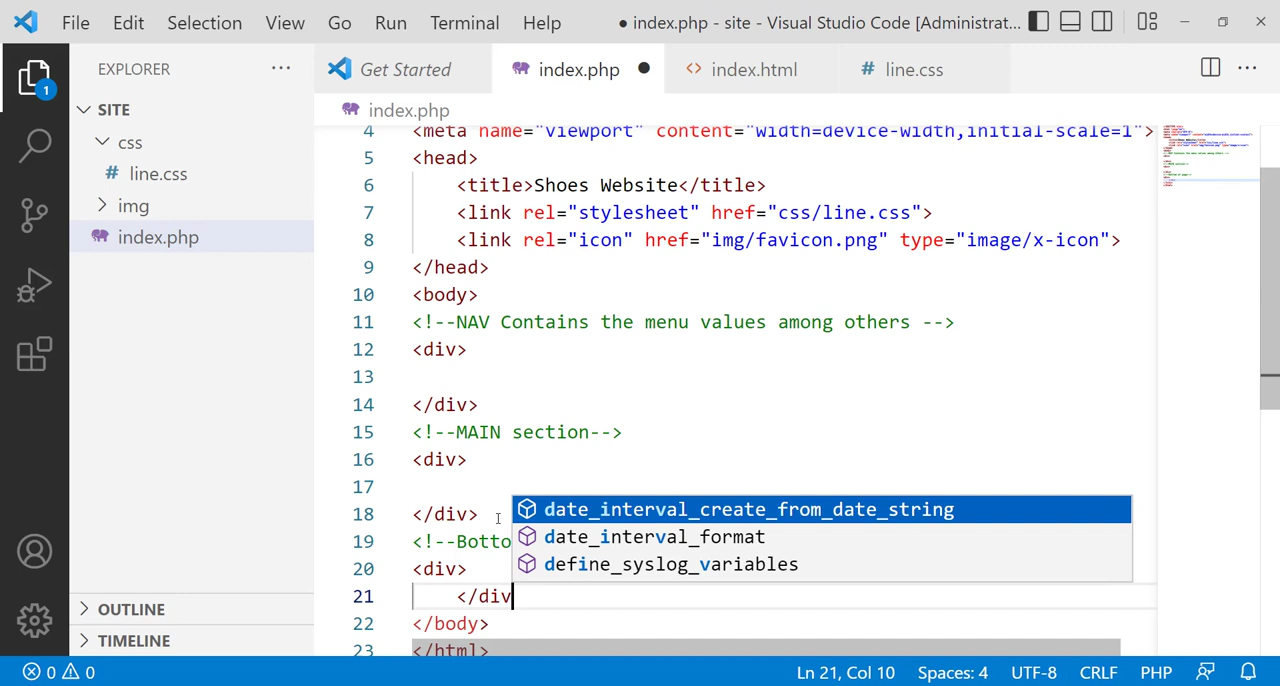 File Edit Selection View Go Run Terminal Help ● index.php - site - Visual Studio Code [Administrat...
EXPLORER ...
Get Started index.php ● <> index.html # line.css ...
SITE
css
# line.css
img
index.php
OUTLINE
TIMELINE
1
index.php
4 <meta name="viewport" content="width=device-width,initial-scale=1">
5 <head>
6 <title>Shoes Website</title>
7 <link rel="stylesheet" href="css/line.css">
8 <link rel="icon" href="img/favicon.png" type="image/x-icon">
9 </head>
10 <body>
11 <!--NAV Contains the menu values among others -->
12 <div>
13
14 </div>
15 <!--MAIN section-->
16 <div>
17
18 </div>
19 <!--Botto
20 <div>
21 </div
22 </body>
23 </html>
date_interval_create_from_date_string
date_interval_format
define_syslog_variables
0 0 Ln 21, Col 10 Spaces: 4 UTF-8 CRLF PHP